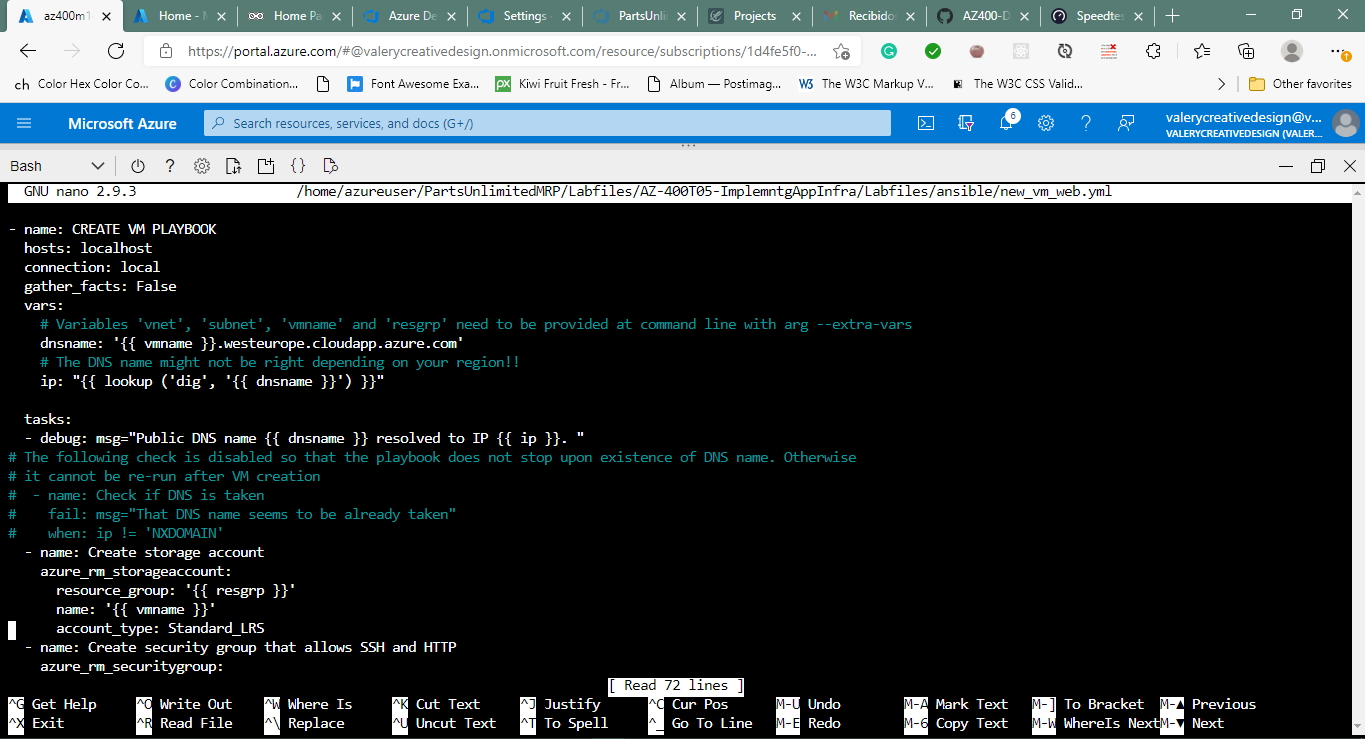 az400m1
Home - M
Home Pa
Azure De
Settings
PartsUnli
Projects
Recibidos
AZ400-D
Speedtes
https://portal.azure.com/#@valerycreativedesign.onmicrosoft.com/resource/subscriptions/1d4fe5f0-...
ch Color Hex Color Co...
Color Combination...
Font Awesome Exa...
px Kiwi Fruit Fresh - Fr...
Album — Postimag...
W3 The W3C Markup V...
The W3C CSS Valid...
Other favorites
Microsoft Azure
Search resources, services, and docs (G+/)
6
valerycreativedesign@v...
VALERYCREATIVEDESIGN (VALER...
Bash
GNU nano 2.9.3 /home/azureuser/PartsUnlimitedMRP/Labfiles/AZ-400T05-ImplemntgAppInfra/Labfiles/ansible/new_vm_web.yml
- name: CREATE VM PLAYBOOK
hosts: localhost
connection: local
gather_facts: False
vars:
# Variables 'vnet', 'subnet', 'vmname' and 'resgrp' need to be provided at command line with arg --extra-vars
dnsname: '{{ vmname }}.westeurope.cloudapp.azure.com'
# The DNS name might not be right depending on your region!!
ip: "{{ lookup ('dig', '{{ dnsname }}') }}"
tasks:
- debug: msg="Public DNS name {{ dnsname }} resolved to IP {{ ip }}. "
# The following check is disabled so that the playbook does not stop upon existence of DNS name. Otherwise
# it cannot be re-run after VM creation
# - name: Check if DNS is taken
# fail: msg="That DNS name seems to be already taken"
# when: ip != 'NXDOMAIN'
- name: Create storage account
azure_rm_storageaccount:
resource_group: '{{ resgrp }}'
name: '{{ vmname }}'
account_type: Standard_LRS
- name: Create security group that allows SSH and HTTP
azure_rm_securitygroup:
[ Read 72 lines ]
^G Get Help ^O Write Out ^W Where Is ^K Cut Text ^J Justify ^C Cur Pos M-U Undo M-A Mark Text M-] To Bracket M-▲ Previous
^X Exit ^R Read File ^\ Replace ^U Uncut Text ^T To Spell ^_ Go To Line M-E Redo M-6 Copy Text M-W WhereIs Next M-▼ Next